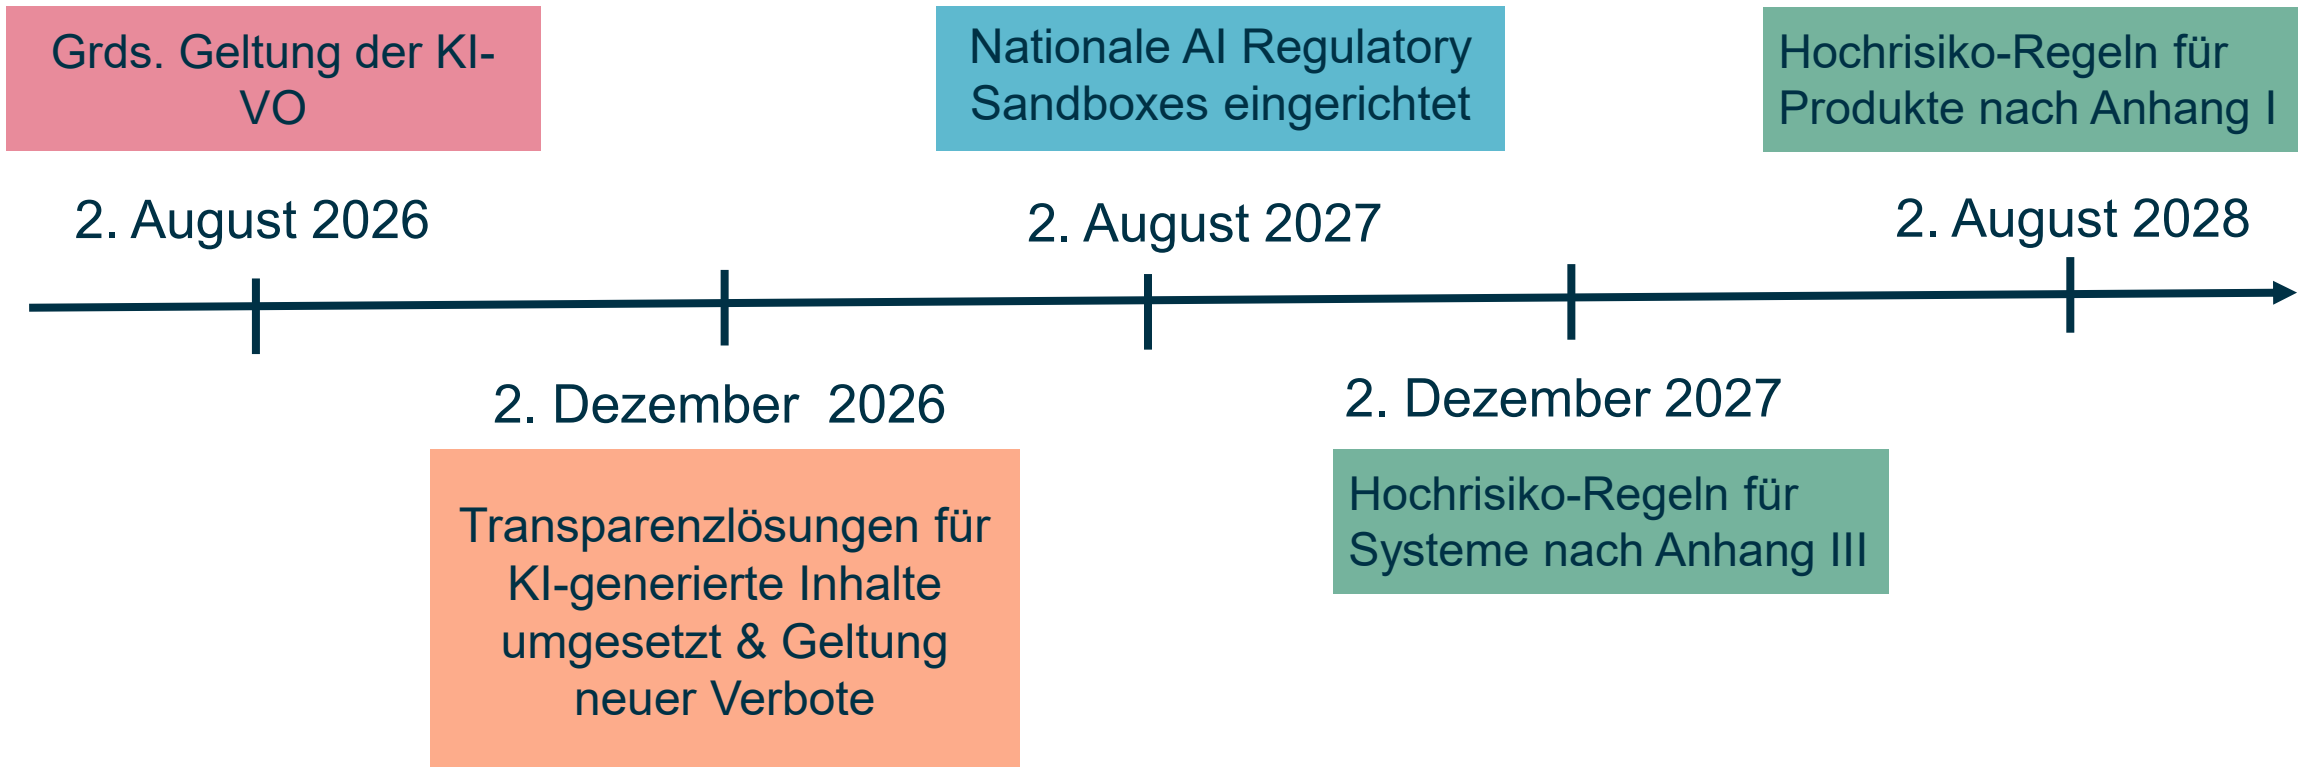 Grds. Geltung der KI-
VO
2. August 2026
2. Dezember  2026
Transparenzlösungen für
KI-generierte Inhalte
umgesetzt & Geltung
neuer Verbote
Nationale AI Regulatory
Sandboxes eingerichtet
2. August 2027
2. Dezember 2027
Hochrisiko-Regeln für
Systeme nach Anhang III
Hochrisiko-Regeln für
Produkte nach Anhang I
2. August 2028